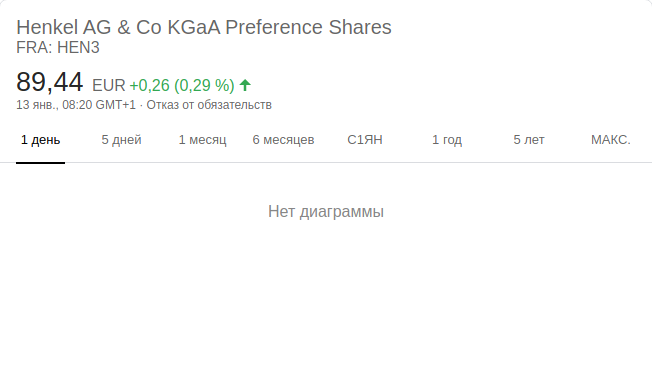 Henkel AG & Co KGaA Preference Shares
FRA: HEN3
89,44 EUR +0,26 (0,29 %)
13 янв., 08:20 GMT+1 · Отказ от обязательств
1 день 5 дней 1 месяц 6 месяцев С1ЯН 1 год 5 лет МАКС.
Нет диаграммы